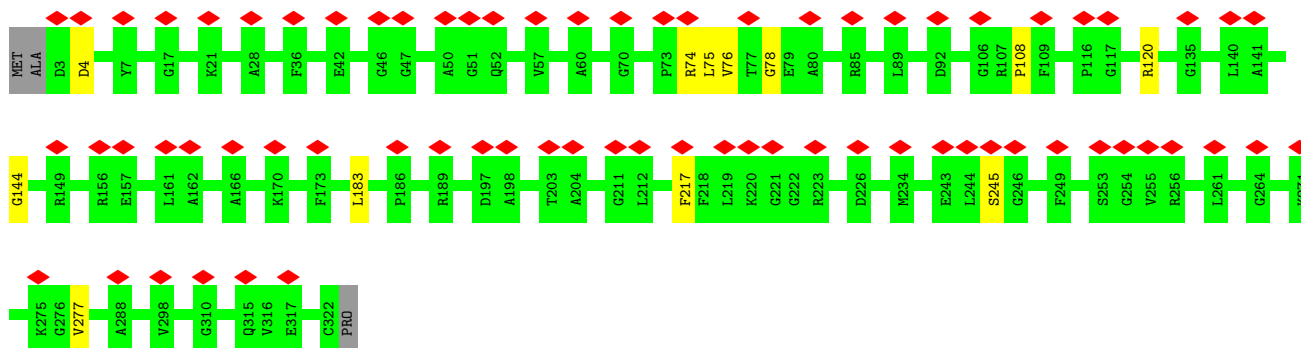 MET ALA D3 D4 Y7 G17 K21 A28 F36 E42 G46 G47 A50 G51 Q52 V57 A60 G70 P73 R74 L75 V76 T77 G78 E79 A80 R85 L89 D92 G106 R107 P108 F109 P116 G117 R120 G135 L140 A141
G144 R149 R156 E157 L161 A162 A166 K170 F173 L183 P186 R189 D197 A198 T203 A204 G211 L212 F217 F218 L219 K220 G221 G222 R223 D226 M234 E243 L244 S245 G246 F249 S253 G254 V255 R256 L261 G264
K275 G276 V277 A288 V298 G310 Q315 V316 E317 C322 PRO